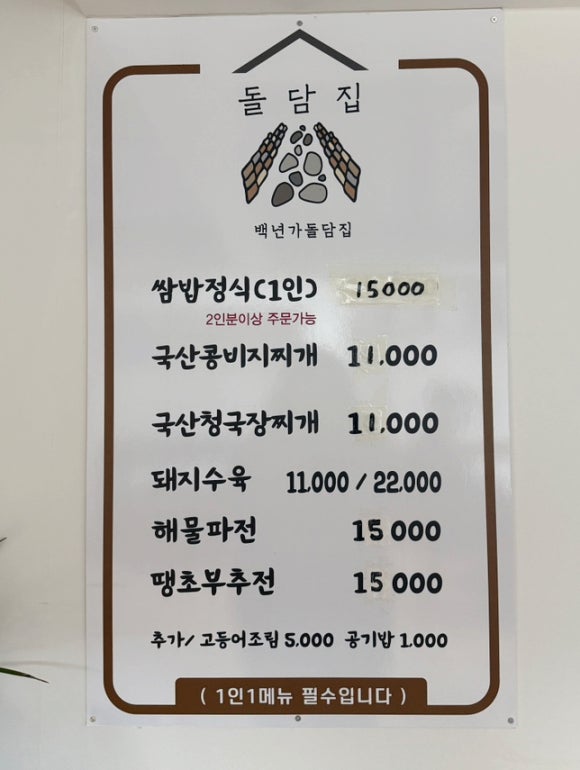 돌담집
백년가돌담집
쌈밥정식(1인) 15000
2인분이상 주문가능
국산콩비지찌개 11.000
국산청국장찌개 11.000
돼지수육 11.000 / 22.000
해물파전 15 000
땡초부추전 15 000
추가/ 고등어조림 5.000 공기밥 1.000
( 1인1메뉴 필수입니다 )